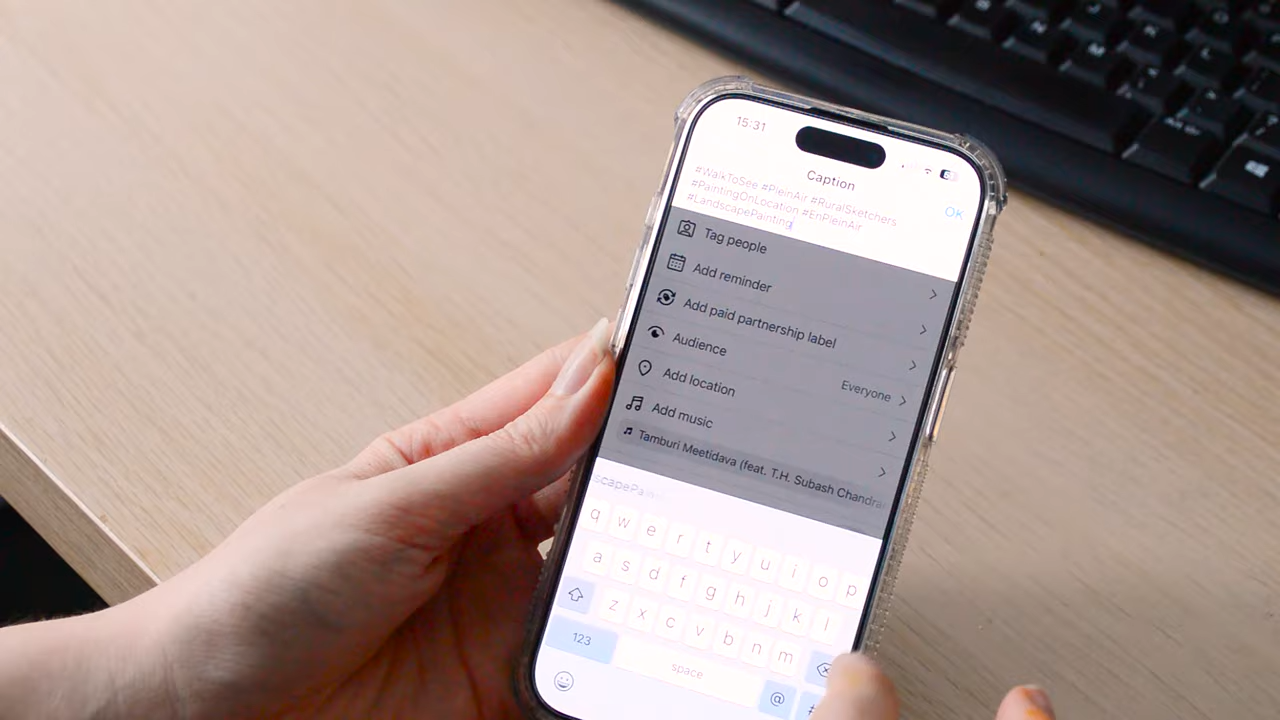 15:31
Caption
#WalkToSee #PleinAir #RuralSketchers
#PaintingOnLocation #EnPleinAir
#LandscapePainting
OK
Tag people
Add reminder
Add paid partnership label
Audience
Everyone
Add location
Add music
Tamburi Meetidava (feat. T.H. Subash Chandra
q w e r t y u i o p
a s d f g h j k l
z x c v b n m
123 space @ #